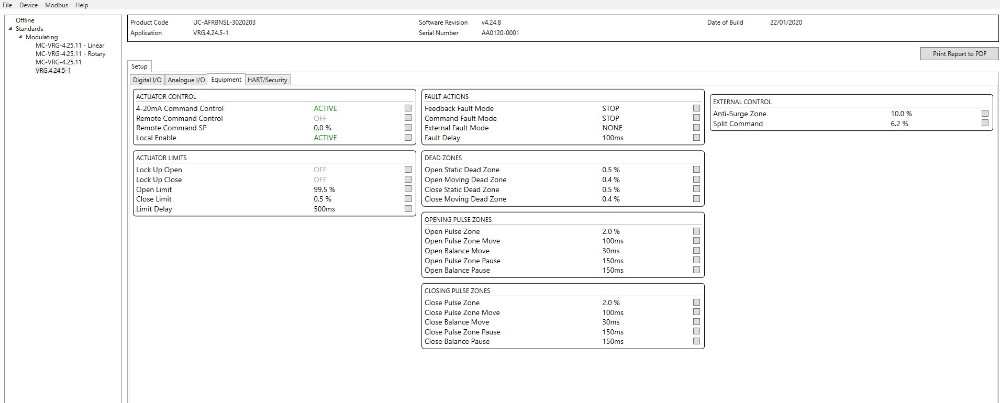 File Device Modbus Help
Offline
Standards
Modulating
MC-VRG-4.25.11 - Linear
MC-VRG-4.25.11 - Rotary
MC-VRG-4.25.11
VRG.4.24.5-1
Product Code UC-AFRBNSL-3020203 Software Revision v4.24.8 Date of Build 22/01/2020
Application VRG.4.24.5-1 Serial Number AA0120-0001
Print Report to PDF
Setup
Digital I/O Analogue I/O Equipment HART/Security
ACTUATOR CONTROL
4-20mA Command Control ACTIVE
Remote Command Control OFF
Remote Command SP 0.0 %
Local Enable ACTIVE
ACTUATOR LIMITS
Lock Up Open OFF
Lock Up Close OFF
Open Limit 99.5 %
Close Limit 0.5 %
Limit Delay 500ms
FAULT ACTIONS
Feedback Fault Mode STOP
Command Fault Mode STOP
External Fault Mode NONE
Fault Delay 100ms
DEAD ZONES
Open Static Dead Zone 0.5 %
Open Moving Dead Zone 0.4 %
Close Static Dead Zone 0.5 %
Close Moving Dead Zone 0.4 %
OPENING PULSE ZONES
Open Pulse Zone 2.0 %
Open Pulse Zone Move 100ms
Open Balance Move 30ms
Open Pulse Zone Pause 150ms
Open Balance Pause 150ms
CLOSING PULSE ZONES
Close Pulse Zone 2.0 %
Close Pulse Zone Move 100ms
Close Balance Move 30ms
Close Pulse Zone Pause 150ms
Close Balance Pause 150ms
EXTERNAL CONTROL
Anti-Surge Zone 10.0 %
Split Command 6.2 %